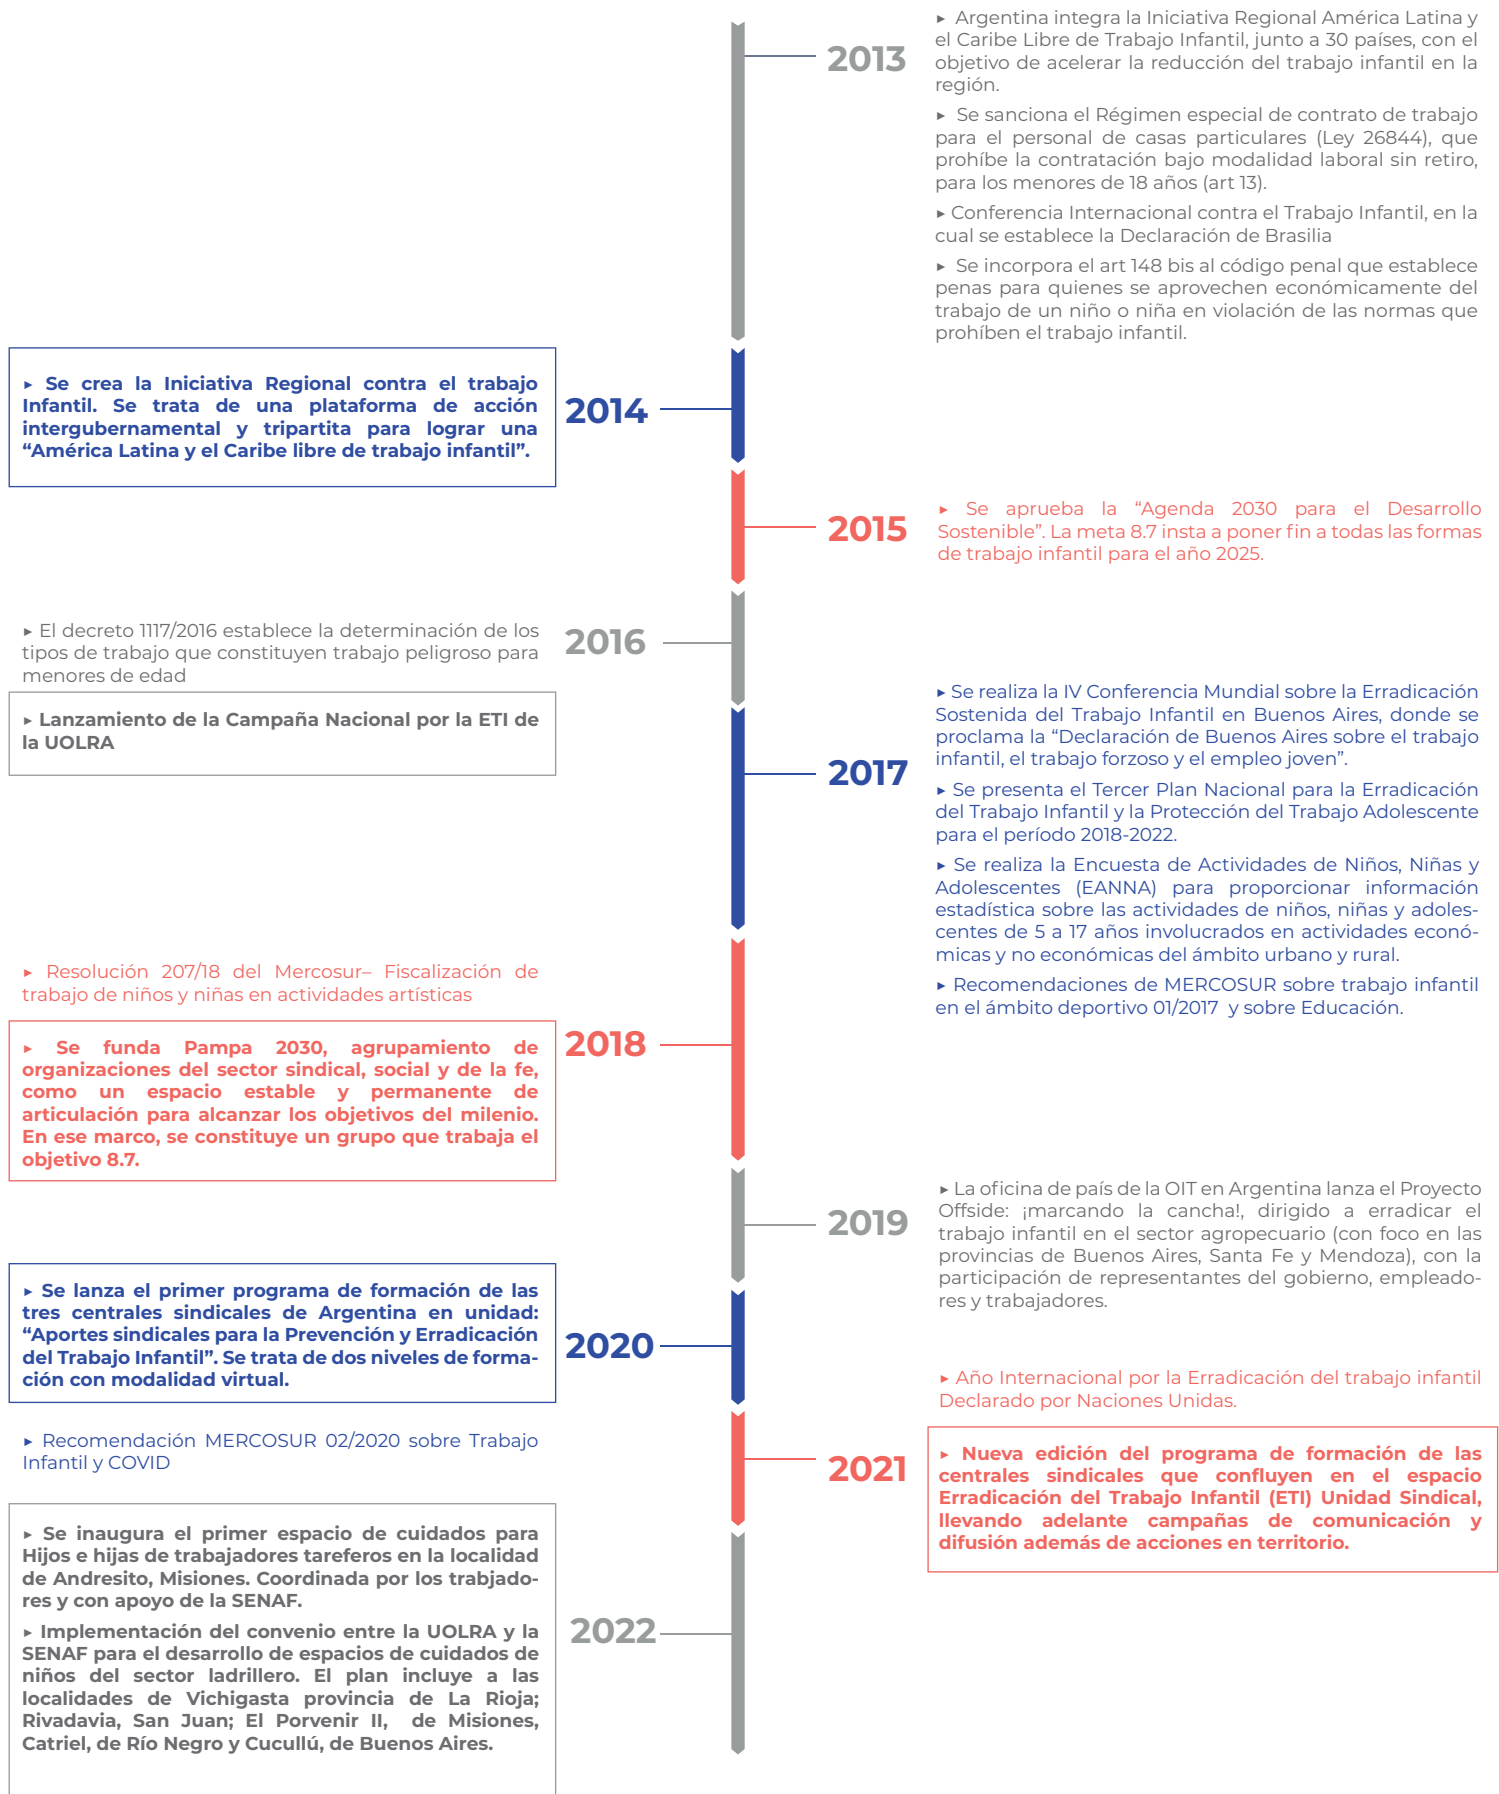 2013
▸ Argentina integra la Iniciativa Regional América Latina y
el Caribe Libre de Trabajo Infantil, junto a 30 países, con el
objetivo de acelerar la reducción del trabajo infantil en la
región.
▸ Se sanciona el Régimen especial de contrato de trabajo
para el personal de casas particulares (Ley 26844), que
prohíbe la contratación bajo modalidad laboral sin retiro,
para los menores de 18 años (art 13).
▸ Conferencia Internacional contra el Trabajo Infantil, en la
cual se establece la Declaración de Brasilia
▸ Se incorpora el art 148 bis al código penal que establece
penas para quienes se aprovechen económicamente del
trabajo de un niño o niña en violación de las normas que
prohíben el trabajo infantil.
▸ Se crea la Iniciativa Regional contra el trabajo
Infantil. Se trata de una plataforma de acción
intergubernamental y tripartita para lograr una
“América Latina y el Caribe libre de trabajo infantil”.
2014
2015
▸ Se aprueba la “Agenda 2030 para el Desarrollo
Sostenible”. La meta 8.7 insta a poner fin a todas las formas
de trabajo infantil para el año 2025.
▸ El decreto 1117/2016 establece la determinación de los
tipos de trabajo que constituyen trabajo peligroso para
menores de edad
▸ Lanzamiento de la Campaña Nacional por la ETI de
la UOLRA
2016
2017
▸ Se realiza la IV Conferencia Mundial sobre la Erradicación
Sostenida del Trabajo Infantil en Buenos Aires, donde se
proclama la “Declaración de Buenos Aires sobre el trabajo
infantil, el trabajo forzoso y el empleo joven”.
▸ Se presenta el Tercer Plan Nacional para la Erradicación
del Trabajo Infantil y la Protección del Trabajo Adolescente
para el período 2018-2022.
▸ Se realiza la Encuesta de Actividades de Niños, Niñas y
Adolescentes (EANNA) para proporcionar información
estadística sobre las actividades de niños, niñas y adoles-
centes de 5 a 17 años involucrados en actividades econó-
micas y no económicas del ámbito urbano y rural.
▸ Recomendaciones de MERCOSUR sobre trabajo infantil
en el ámbito deportivo 01/2017 y sobre Educación.
▸ Resolución 207/18 del Mercosur– Fiscalización de
trabajo de niños y niñas en actividades artísticas
▸ Se funda Pampa 2030, agrupamiento de
organizaciones del sector sindical, social y de la fe,
como un espacio estable y permanente de
articulación para alcanzar los objetivos del milenio.
En ese marco, se constituye un grupo que trabaja el
objetivo 8.7.
2018
2019
▸ La oficina de país de la OIT en Argentina lanza el Proyecto
Offside: ¡marcando la cancha!, dirigido a erradicar el
trabajo infantil en el sector agropecuario (con foco en las
provincias de Buenos Aires, Santa Fe y Mendoza), con la
participación de representantes del gobierno, empleado-
res y trabajadores.
▸ Se lanza el primer programa de formación de las
tres centrales sindicales de Argentina en unidad:
“Aportes sindicales para la Prevención y Erradicación
del Trabajo Infantil”. Se trata de dos niveles de forma-
ción con modalidad virtual.
▸ Recomendación MERCOSUR 02/2020 sobre Trabajo
Infantil y COVID
2020
2021
▸ Año Internacional por la Erradicación del trabajo infantil
Declarado por Naciones Unidas.
▸ Nueva edición del programa de formación de las
centrales sindicales que confluyen en el espacio
Erradicación del Trabajo Infantil (ETI) Unidad Sindical,
llevando adelante campañas de comunicación y
difusión además de acciones en territorio.
▸ Se inaugura el primer espacio de cuidados para
Hijos e hijas de trabajadores tareferos en la localidad
de Andresito, Misiones. Coordinada por los trabjado-
res y con apoyo de la SENAF.
▸ Implementación del convenio entre la UOLRA y la
SENAF para el desarrollo de espacios de cuidados de
niños del sector ladrillero. El plan incluye a las
localidades de Vichigasta provincia de La Rioja;
Rivadavia, San Juan; El Porvenir II, de Misiones,
Catriel, de Río Negro y Cucullú, de Buenos Aires.
2022